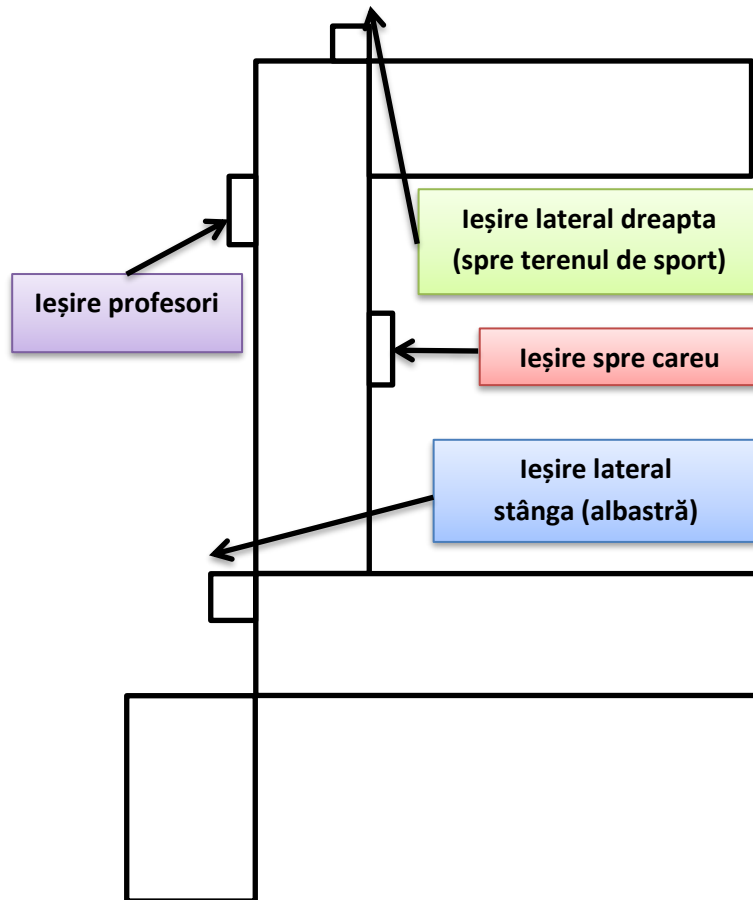 Ieșire lateral dreapta
(spre terenul de sport)
Ieșire profesori
Ieșire spre careu
Ieșire lateral
stânga (albastră)